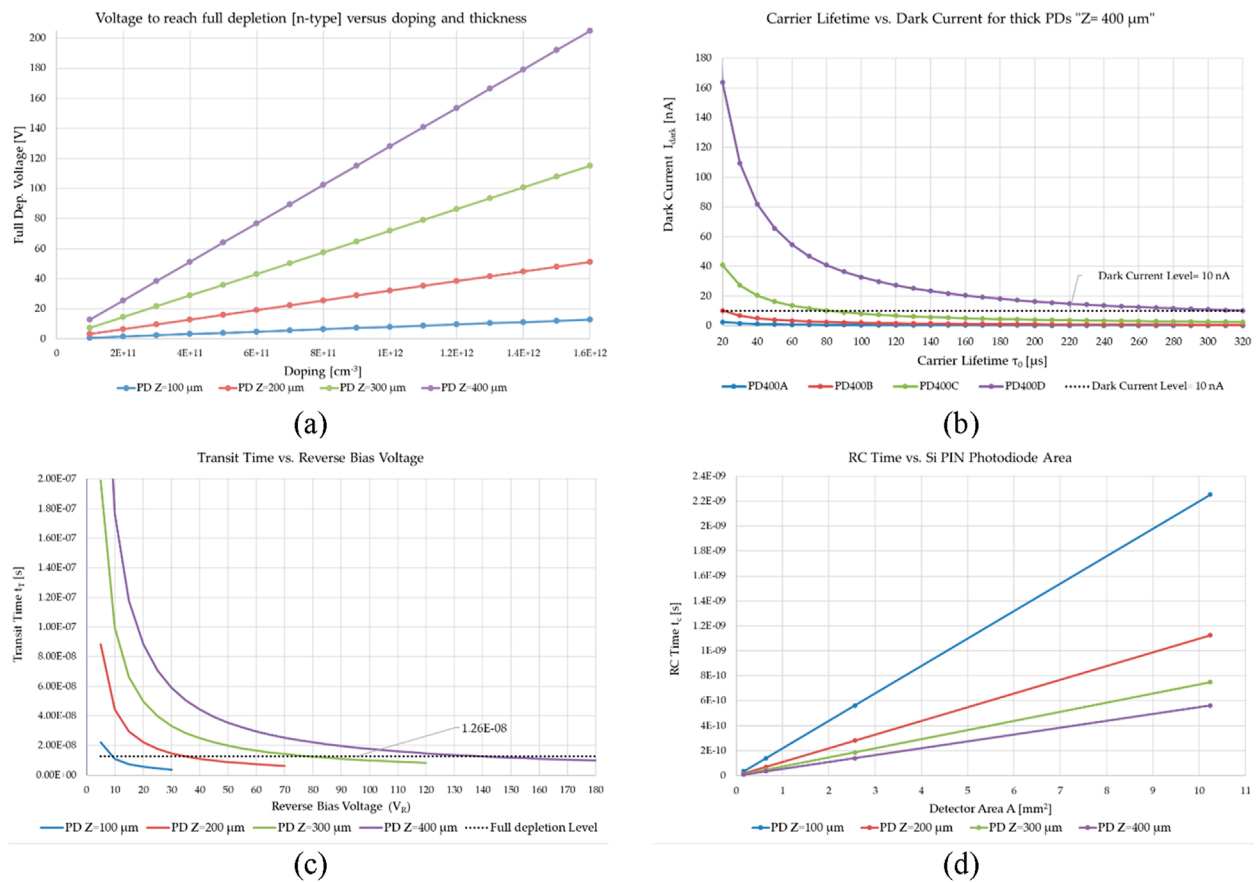 Voltage to reach full depletion [n-type] versus doping and thickness
Full Dep. Voltage [V]
200
180
160
140
120
100
80
60
40
20
0
0 2E+11 4E+11 6E+11 8E+11 1E+12 1.2E+12 1.4E+12 1.6E+12
Doping [cm⁻³]
PD Z=100 µm PD Z=200 µm PD Z=300 µm PD Z=400 µm
(a)
Carrier Lifetime vs. Dark Current for thick PDs "Z= 400 µm"
Dark Current I_dark [nA]
180
160
140
120
100
80
60
40
20
0
Dark Current Level= 10 nA
20 40 60 80 100 120 140 160 180 200 220 240 260 280 300 320
Carrier Lifetime τ₀ [µs]
PD400A PD400B PD400C PD400D Dark Current Level= 10 nA
(b)
Transit Time vs. Reverse Bias Voltage
Transit Time t_T [s]
2.00E-07
1.80E-07
1.60E-07
1.40E-07
1.20E-07
1.00E-07
8.00E-08
6.00E-08
4.00E-08
2.00E-08
0.00E+00
1.26E-08
0 10 20 30 40 50 60 70 80 90 100 110 120 130 140 150 160 170 180
Reverse Bias Voltage (V_R)
PD Z=100 µm PD Z=200 µm PD Z=300 µm PD Z=400 µm Full depletion Level
(c)
RC Time vs. Si PIN Photodiode Area
RC Time t_c [s]
2.4E-09
2.2E-09
2E-09
1.8E-09
1.6E-09
1.4E-09
1.2E-09
1E-09
8E-10
6E-10
4E-10
2E-10
0
0 1 2 3 4 5 6 7 8 9 10 11
Detector Area A [mm²]
PD Z=100 µm PD Z=200 µm PD Z=300 µm PD Z=400 µm
(d)